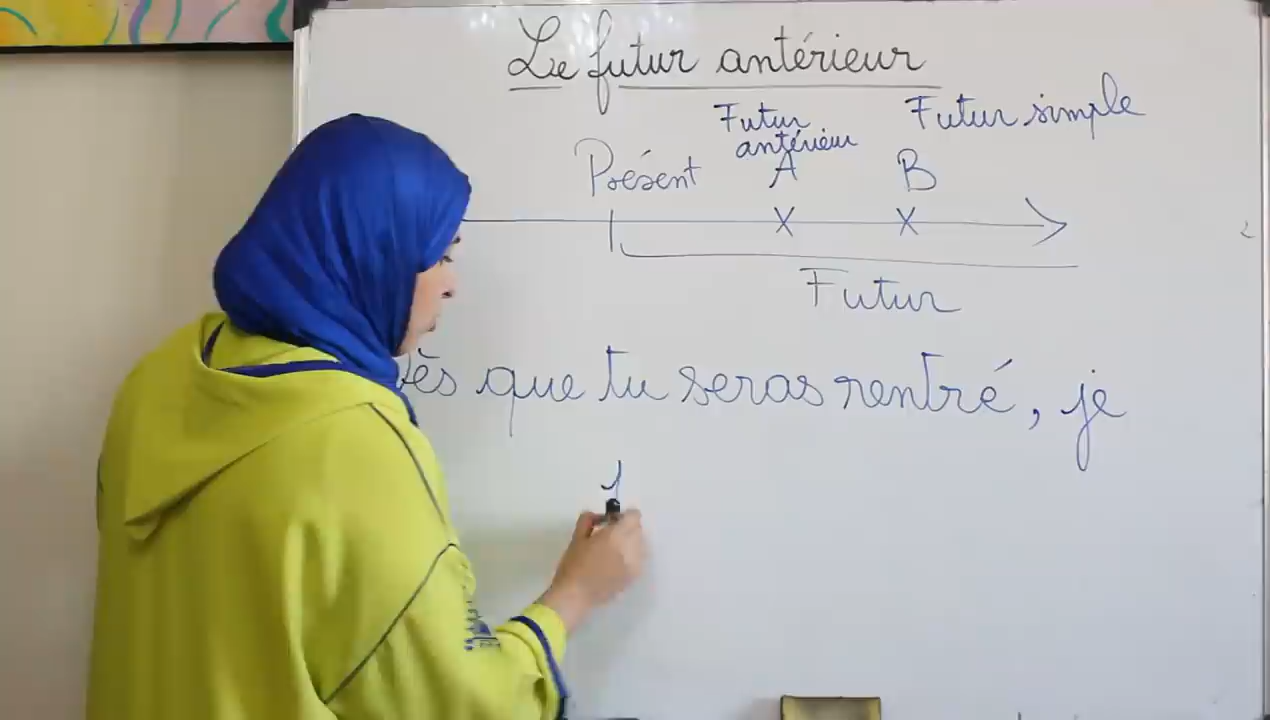 Le futur antérieur
Futur antérieur
Futur simple
Présent
A
B
Futur
ès que tu seras rentré, je